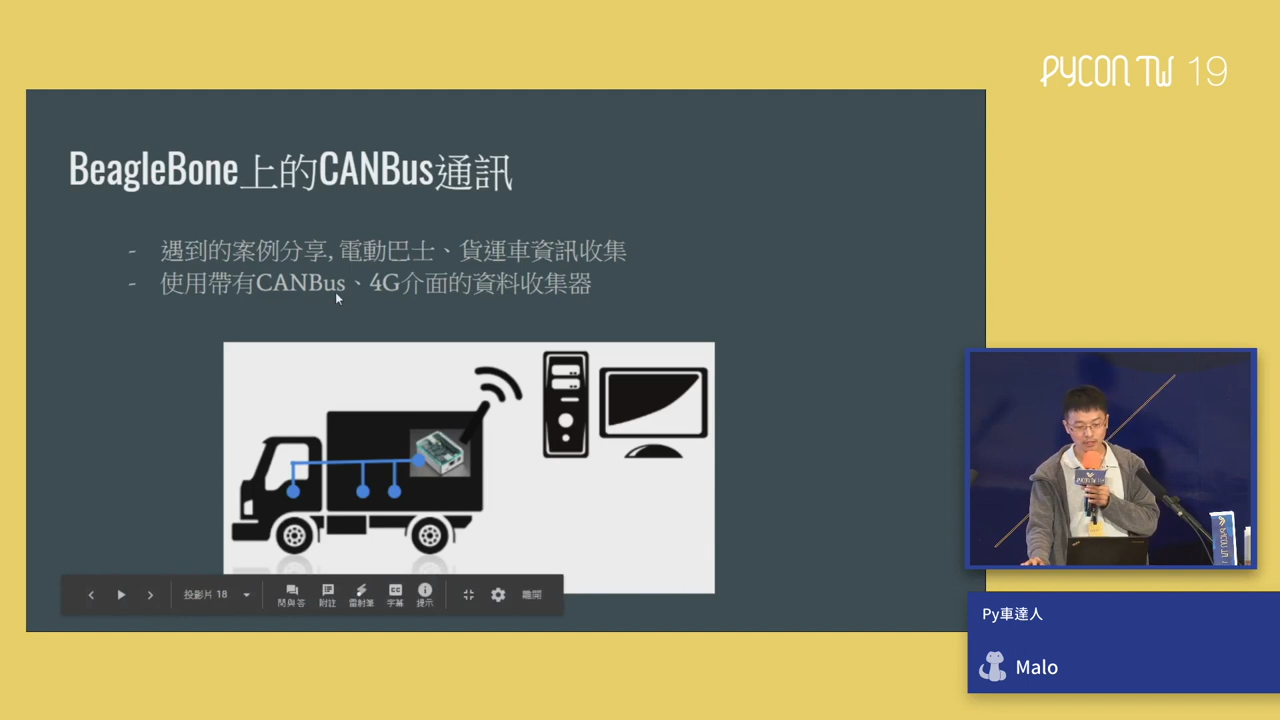 PYCON TW 19
BeagleBone上的CANBus通訊
- 遇到的案例分享, 電動巴士、貨運車資訊收集
- 使用帶有CANBus、4G介面的資料收集器
投影片 18
問與答 附註 雷射筆 字幕 提示 離開
PYCON TW
Py車達人
Malo